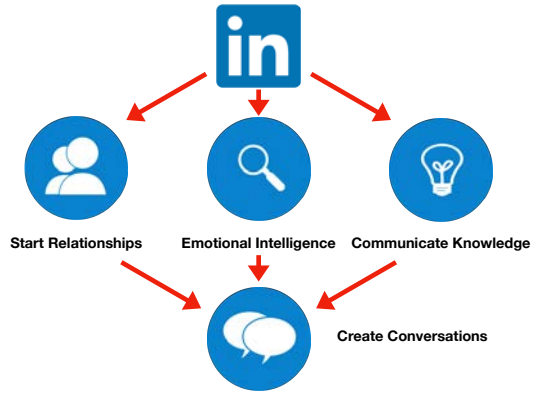 in
Start Relationships
Emotional Intelligence
Communicate Knowledge
Create Conversations